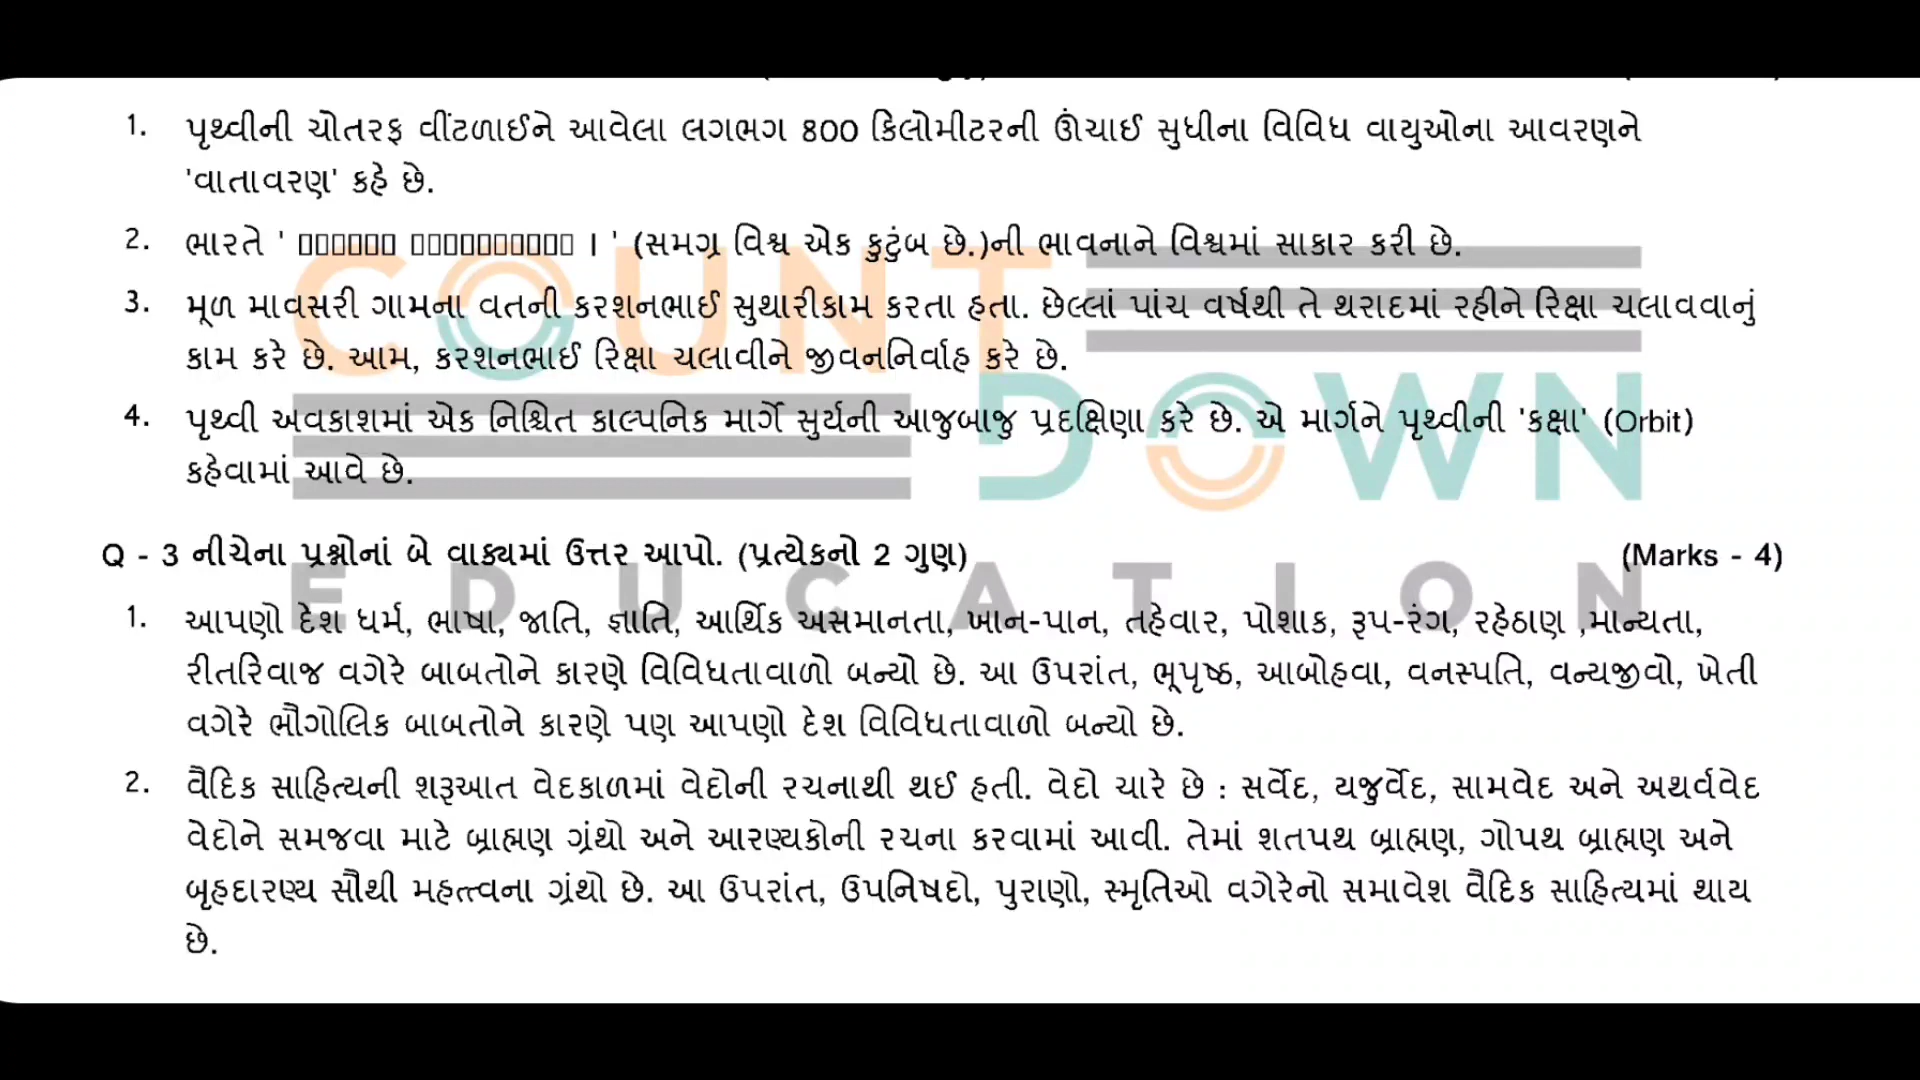 1. પૃથ્વીની ચોતરફ વીંટળાઈને આવેલા લગભગ 800 કિલોમીટરની ઊંચાઈ સુધીના વિવિધ વાયુઓના આવરણને
'વાતાવરણ' કહે છે.
2. ભારતે ' ▯▯▯▯▯▯ ▯▯▯▯▯▯▯▯▯▯ । ' (સમગ્ર વિશ્વ એક કુટુંબ છે.)ની ભાવનાને વિશ્વમાં સાકાર કરી છે.
3. મૂળ માવસરી ગામના વતની કરશનભાઈ સુથારીકામ કરતા હતા. છેલ્લાં પાંચ વર્ષથી તે થરાદમાં રહીને રિક્ષા ચલાવવાનું
કામ કરે છે. આમ, કરશનભાઈ રિક્ષા ચલાવીને જીવનનિર્વાહ કરે છે.
4. પૃથ્વી અવકાશમાં એક નિશ્ચિત કાલ્પનિક માર્ગે સુર્યની આજુબાજુ પ્રદક્ષિણા કરે છે. એ માર્ગને પૃથ્વીની 'કક્ષા' (Orbit)
કહેવામાં આવે છે.
COUNT
DOWN
EDUCATION
Q - 3 નીચેના પ્રશ્નોનાં બે વાક્યમાં ઉત્તર આપો. (પ્રત્યેકનો 2 ગુણ) (Marks - 4)
1. આપણો દેશ ધર્મ, ભાષા, જાતિ, જ્ઞાતિ, આર્થિક અસમાનતા, ખાન-પાન, તહેવાર, પોશાક, રૂપ-રંગ, રહેઠાણ ,માન્યતા,
રીતરિવાજ વગેરે બાબતોને કારણે વિવિધતાવાળો બન્યો છે. આ ઉપરાંત, ભૂપૃષ્ઠ, આબોહવા, વનસ્પતિ, વન્યજીવો, ખેતી
વગેરે ભૌગોલિક બાબતોને કારણે પણ આપણો દેશ વિવિધતાવાળો બન્યો છે.
2. વૈદિક સાહિત્યની શરૂઆત વેદકાળમાં વેદોની રચનાથી થઈ હતી. વેદો ચારે છે : સર્વેદ, યજુર્વેદ, સામવેદ અને અથર્વવેદ
વેદોને સમજવા માટે બ્રાહ્મણ ગ્રંથો અને આરણ્યકોની રચના કરવામાં આવી. તેમાં શતપથ બ્રાહ્મણ, ગોપથ બ્રાહ્મણ અને
બૃહદારણ્ય સૌથી મહત્ત્વના ગ્રંથો છે. આ ઉપરાંત, ઉપનિષદો, પુરાણો, સ્મૃતિઓ વગેરેનો સમાવેશ વૈદિક સાહિત્યમાં થાય
છે.